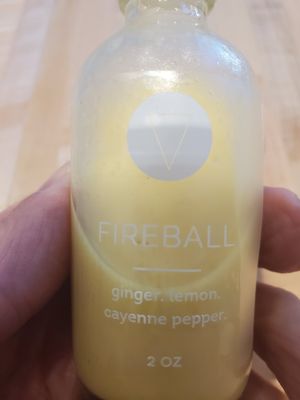 V
FIREBALL
ginger. lemon.
cayenne pepper.
2 OZ